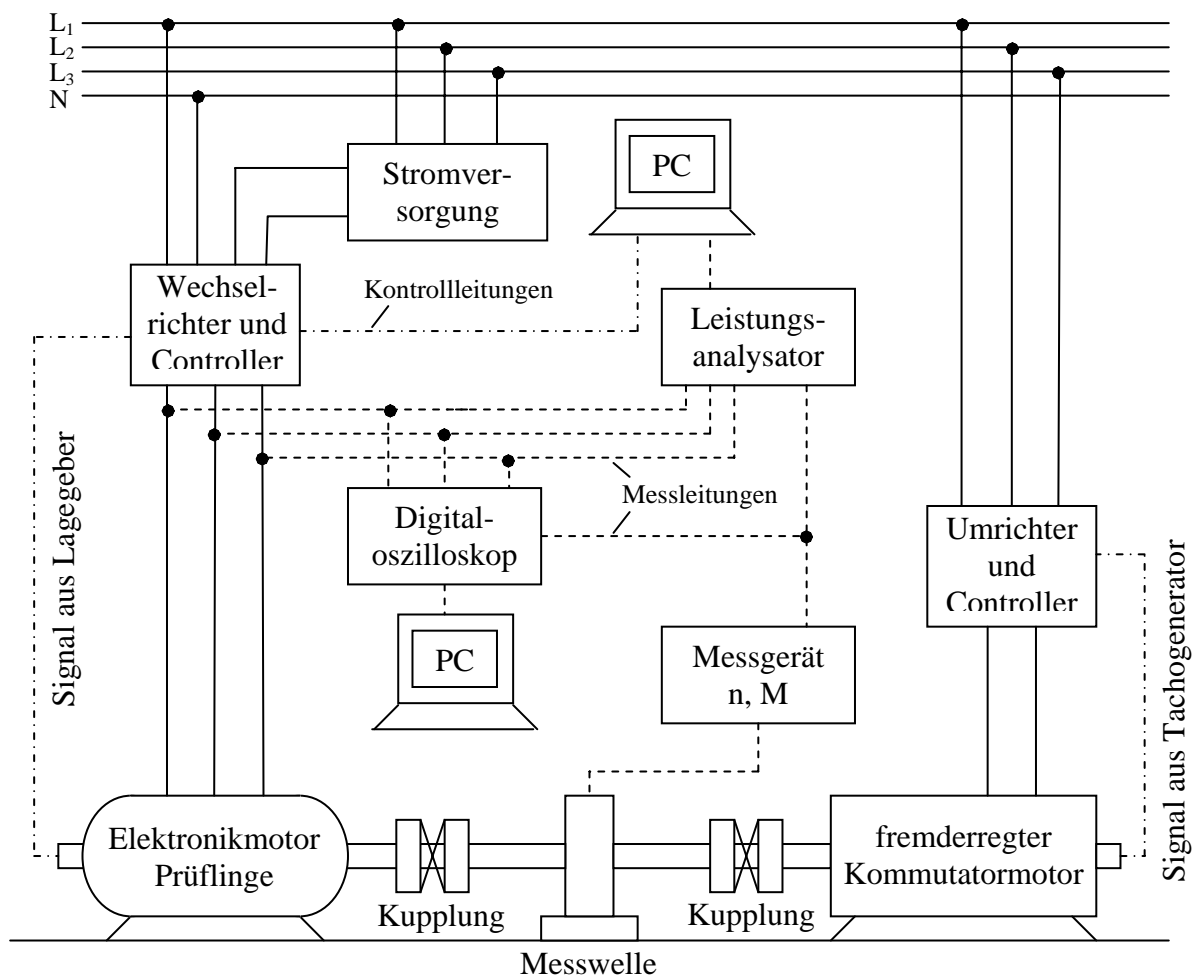 L₁
L₂
L₃
N
Stromver-
sorgung
PC
Wechsel-
richter und
Controller
Kontrollleitungen
Leistungs-
analysator
Signal aus Lagegeber
Messleitungen
Digital-
oszilloskop
Umrichter
und
Controller
Signal aus Tachogenerator
PC
Messgerät
n, M
Elektronikmotor
Prüflinge
fremderregter
Kommutatormotor
Kupplung
Kupplung
Messwelle